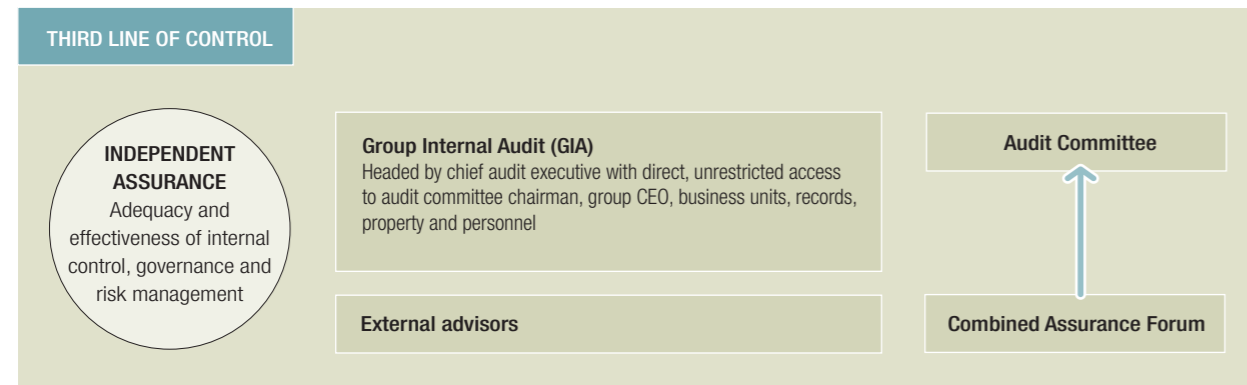 THIRD LINE OF CONTROL
INDEPENDENT
ASSURANCE
Adequacy and
effectiveness of internal
control, governance and
risk management
Group Internal Audit (GIA)
Headed by chief audit executive with direct, unrestricted access
to audit committee chairman, group CEO, business units, records,
property and personnel
External advisors
Audit Committee
Combined Assurance Forum